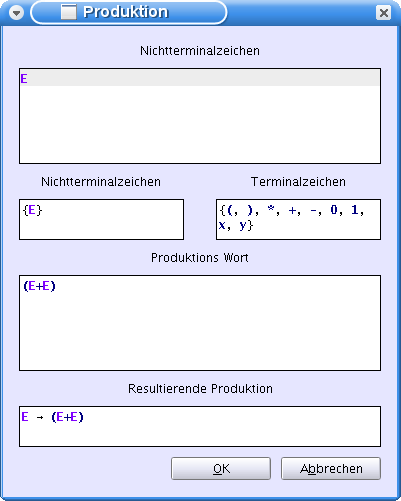 Produktion
Nichtterminalzeichen
E
Nichtterminalzeichen Terminalzeichen
{E} {(, ), *, +, -, 0, 1,
x, y}
Produktions Wort
(E+E)
Resultierende Produktion
E → (E+E)
OK Abbrechen